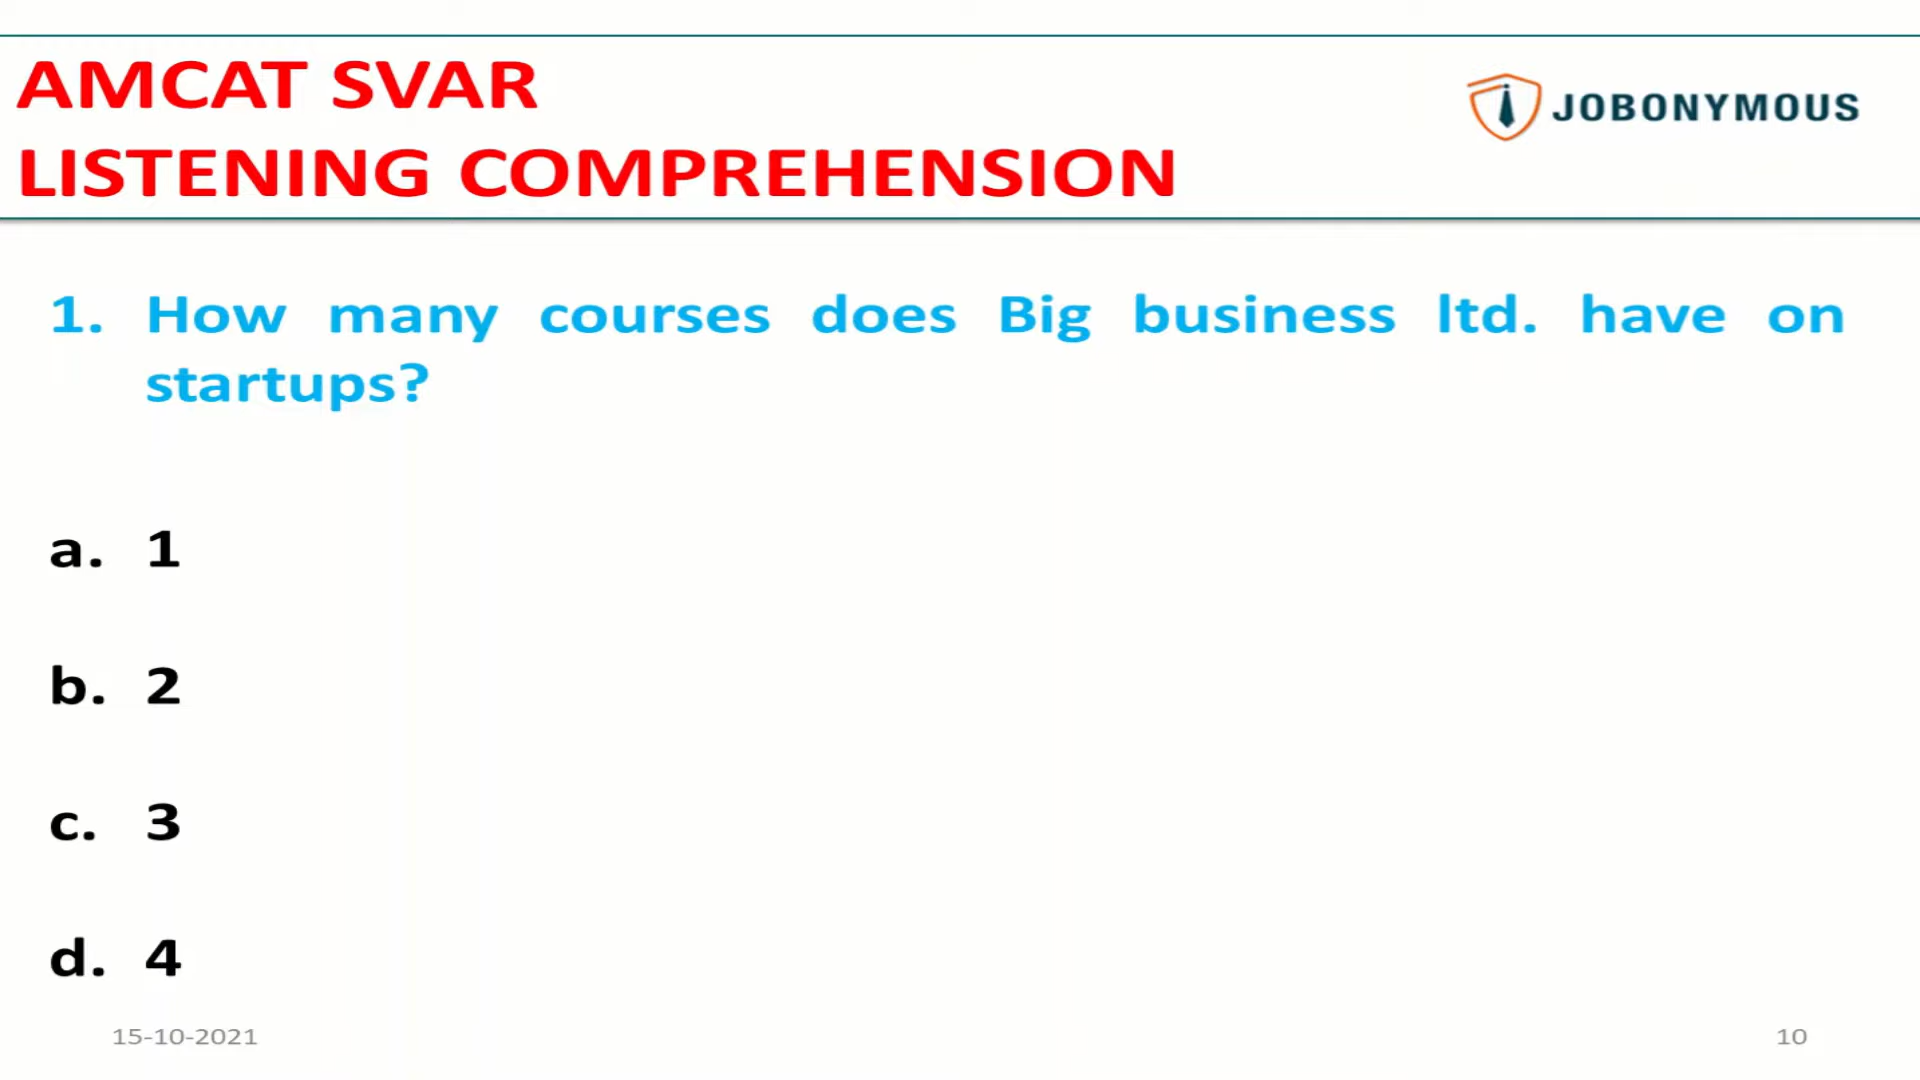 AMCAT SVAR
LISTENING COMPREHENSION
JOBONYMOUS
1. How many courses does Big business ltd. have on
startups?
a. 1
b. 2
c. 3
d. 4
15-10-2021
10